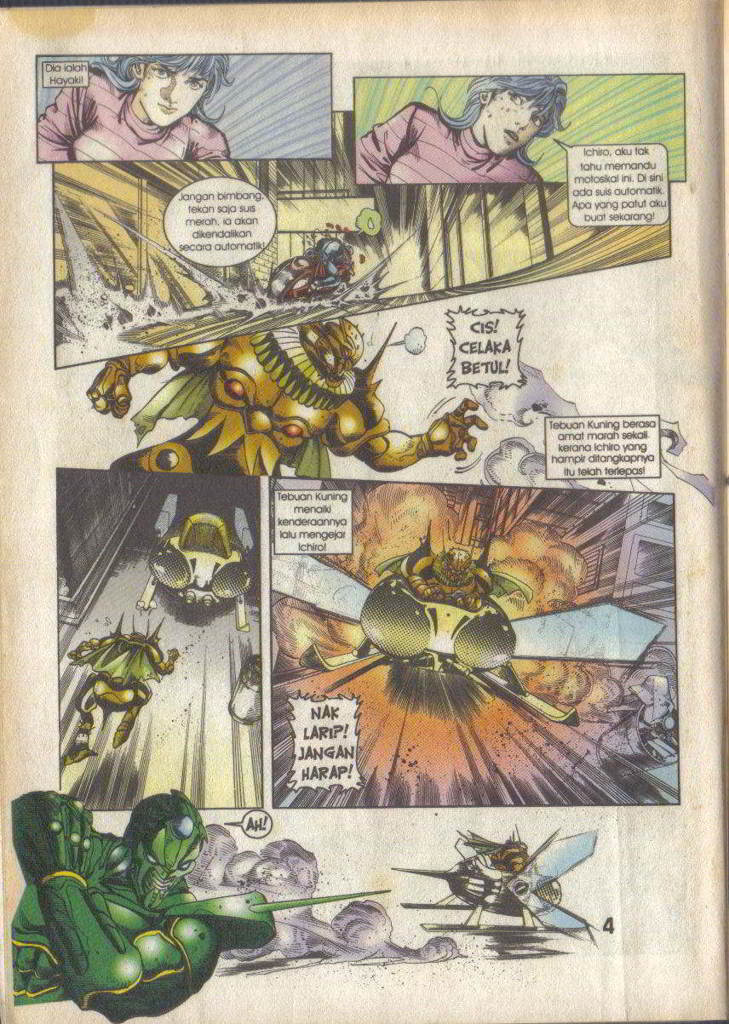 Dia ialah
Hayaki!
Ichiro, aku tak
tahu memandu
motosikal ini. Di sini
ada suis automatik.
Apa yang patut aku
buat sekarang!
Jangan bimbang,
tekan saja suis
merah, ia akan
dikendalikan
secara automatik!
CIS!
CELAKA
BETUL!
Tebuan Kuning berasa
amat marah sekali
kerana Ichiro yang
hampir ditangkapnya
itu telah terlepas!
Tebuan Kuning
menaiki
kenderaannya
lalu mengejar
Ichiro!
NAK
LARI?!
JANGAN
HARAP!
AH!
4